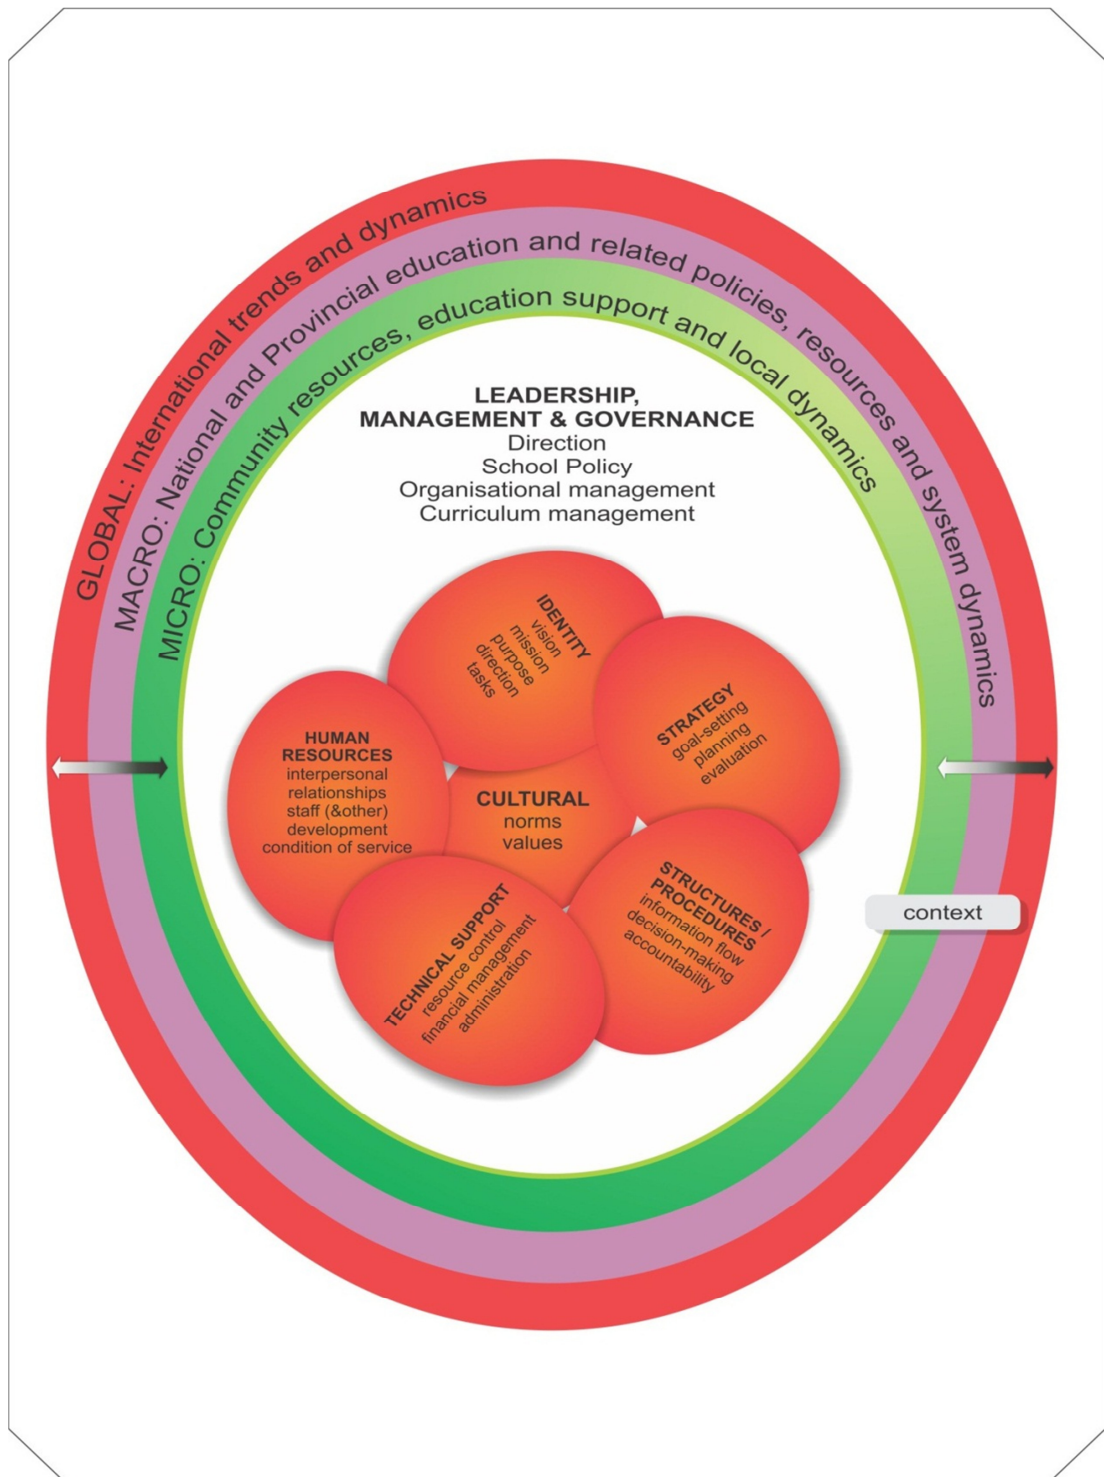 GLOBAL: International trends and dynamics
MACRO: National and Provincial education and related policies, resources and system dynamics
MICRO: Community resources, education support and local dynamics
LEADERSHIP,
MANAGEMENT & GOVERNANCE
Direction
School Policy
Organisational management
Curriculum management
IDENTITY
vision
mission
purpose
direction
tasks
STRATEGY
goal-setting
planning
evaluation
HUMAN
RESOURCES
interpersonal
relationships
staff (&other)
development
condition of service
CULTURAL
norms
values
STRUCTURES /
PROCEDURES
information flow
decision-making
accountability
TECHNICAL SUPPORT
resource control
financial management
administration
context